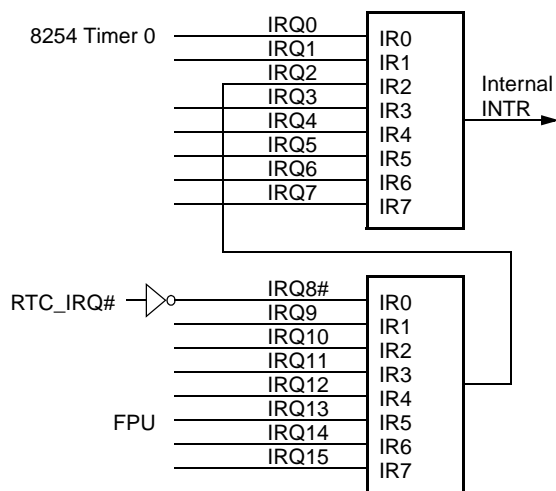 8254 Timer 0
IRQ0
IRQ1
IRQ2
IRQ3
IRQ4
IRQ5
IRQ6
IRQ7
IR0
IR1
IR2
IR3
IR4
IR5
IR6
IR7
Internal
INTR
RTC_IRQ#
FPU
IRQ8#
IRQ9
IRQ10
IRQ11
IRQ12
IRQ13
IRQ14
IRQ15
IR0
IR1
IR2
IR3
IR4
IR5
IR6
IR7